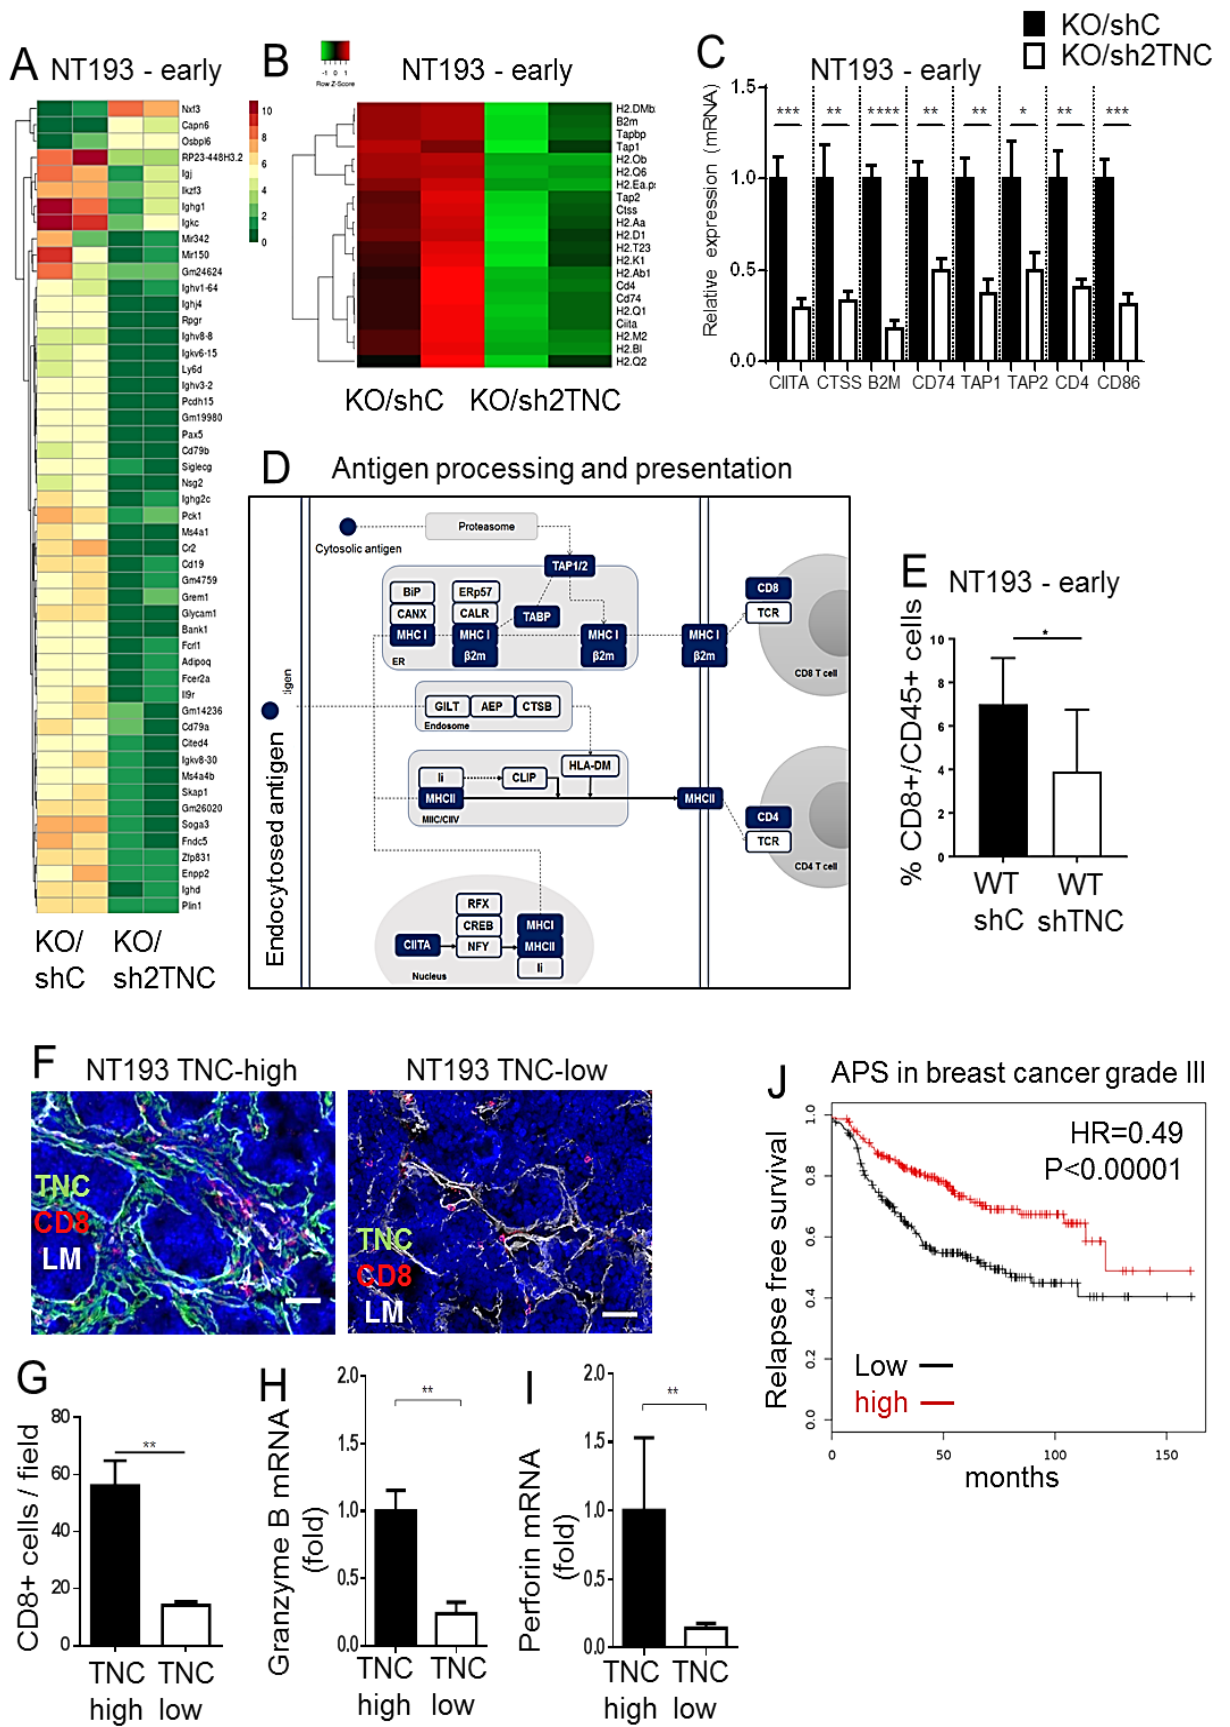 KO/shC
KO/sh2TNC
A
NT193 - early
Nxf3
Capn6
Osbpl6
RP23-448H3.2
Igj
Ikzf3
Ighg1
Igkc
Mir342
Mir150
Gm24624
Ighv1-64
Ighj4
Rpgr
Ighv8-8
Igkv6-15
Ly6d
Ighv3-2
Pcdh15
Gm19980
Pax5
Cd79b
Siglecg
Nsg2
Ighg2c
Pck1
Ms4a1
Cr2
Cd19
Gm4759
Grem1
Glycam1
Bank1
Fcrl1
Adipoq
Fcer2a
Il9r
Gm14236
Cd79a
Cited4
Igkv8-30
Ms4a4b
Skap1
Gm26020
Soga3
Fndc5
Zfp831
Enpp2
Ighd
Plin1
10
8
6
4
2
0
KO/ KO/
shC sh2TNC
B
-1 0 1
Row Z-Score
NT193 - early
H2.DMb
B2m
Tapbp
Tap1
H2.Ob
H2.Q6
H2.Ea.ps
Tap2
Ctss
H2.Aa
H2.D1
H2.T23
H2.K1
H2.Ab1
Cd4
Cd74
H2.Q1
Ciita
H2.M2
H2.Bl
H2.Q2
KO/shC KO/sh2TNC
C
NT193 - early
Relative expression (mRNA)
1.5
1.0
0.5
0.0
*** ** **** ** ** * ** ***
CIITA CTSS B2M CD74 TAP1 TAP2 CD4 CD86
D Antigen processing and presentation
Endocytosed antigen
Cytosolic antigen
Proteasome
TAP1/2
BiP
CANX
MHC I
ERp57
CALR
MHC I
β2m
TABP
MHC I
β2m
ER
MHC I
β2m
CD8
TCR
CD8 T cell
GILT AEP CTSB
Endosome
Ii
CLIP
HLA-DM
MHCII
MIIC/CIIV
MHCII
CD4
TCR
CD4 T cell
RFX
CREB
NFY
CIITA
MHCI
MHCII
Ii
Nucleus
E
NT193 - early
% CD8+/CD45+ cells
10
8
6
4
2
0
*
WT WT
shC shTNC
F
NT193 TNC-high
TNC
CD8
LM
NT193 TNC-low
TNC
CD8
LM
G
CD8+ cells / field
80
60
40
20
0
**
TNC TNC
high low
H
Granzyme B mRNA
(fold)
2.0
1.5
1.0
0.5
0.0
**
TNC TNC
high low
I
Perforin mRNA
(fold)
2.0
1.5
1.0
0.5
0.0
**
TNC TNC
high low
J
APS in breast cancer grade III
HR=0.49
P<0.00001
Relapse free survival
1.0
0.8
0.6
0.4
0.2
0.0
Low
high
0 50 100 150
months